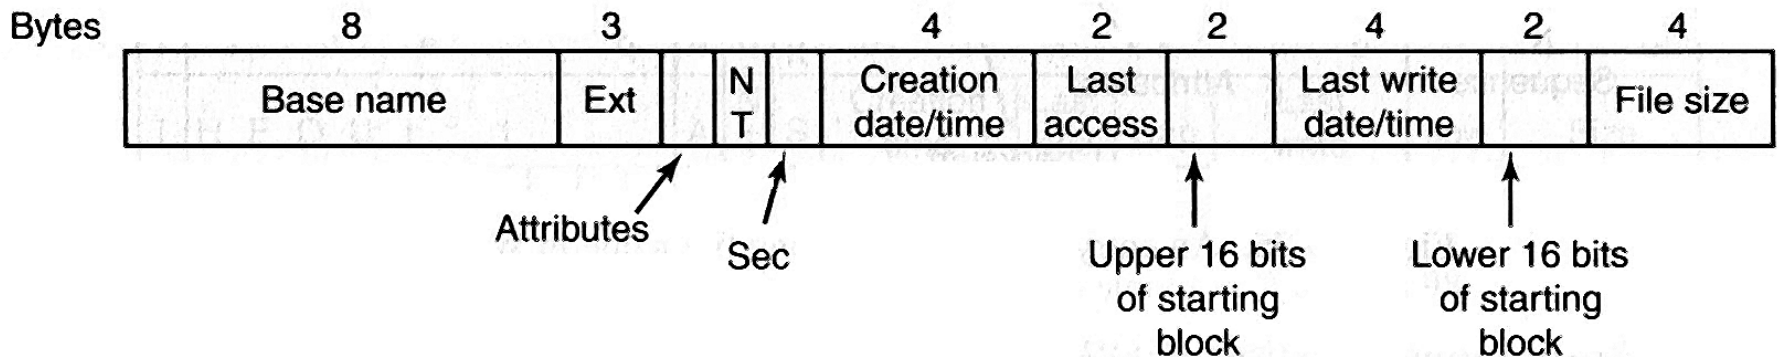 Bytes 8 3 4 2 2 4 2 4
Base name Ext N T Creation date/time Last access Last write date/time File size
Attributes
Sec
Upper 16 bits of starting block
Lower 16 bits of starting block